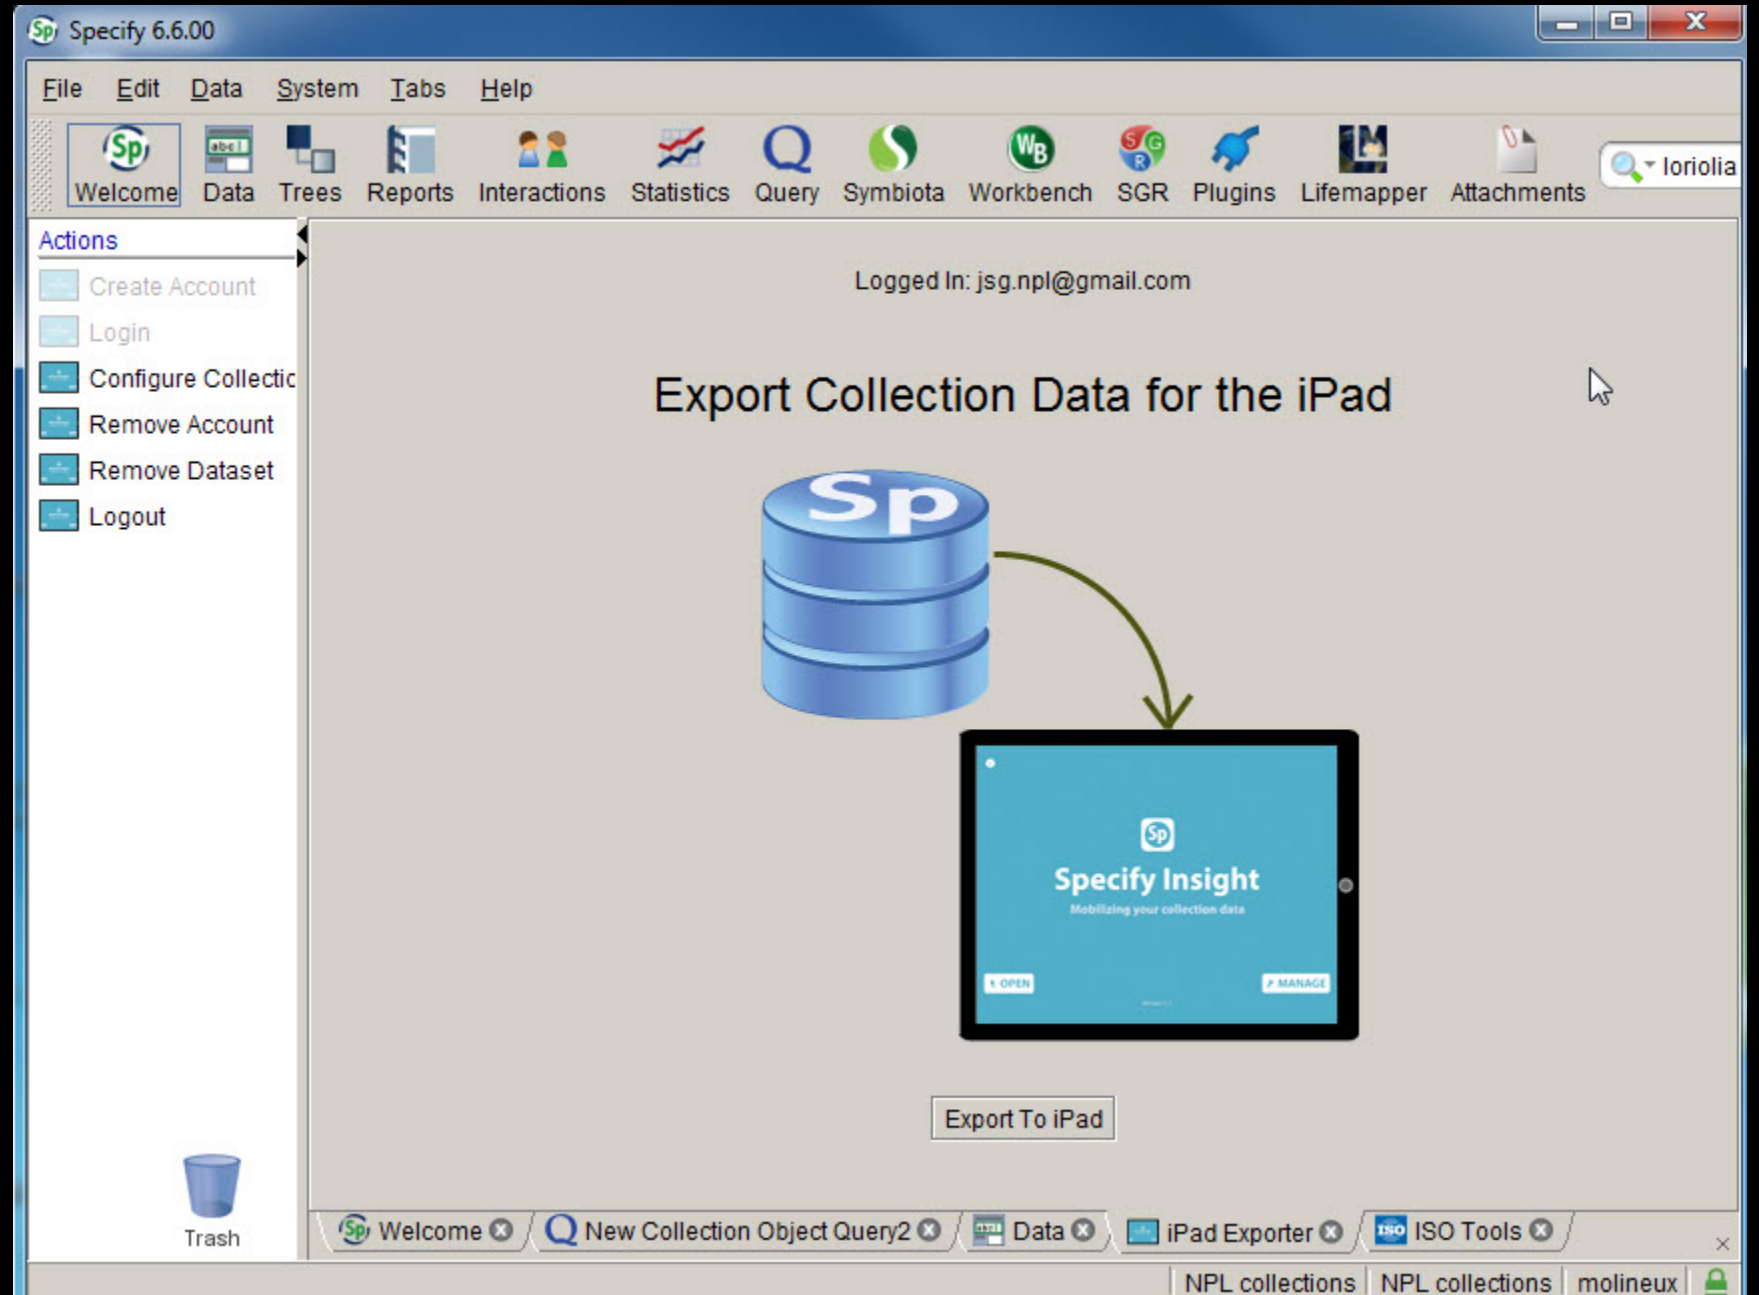 Sp Specify 6.6.00
File Edit Data System Tabs Help
Welcome Data Trees Reports Interactions Statistics Query Symbiota Workbench SGR Plugins Lifemapper Attachments loriolia
Actions
Create Account
Login
Configure Collectic
Remove Account
Remove Dataset
Logout
Trash
Logged In: jsg.npl@gmail.com
Export Collection Data for the iPad
Sp
Sp
Specify Insight
Mobilizing your collection data
OPEN
MANAGE
Export To iPad
Welcome New Collection Object Query2 Data iPad Exporter ISO ISO Tools
NPL collections NPL collections molineux